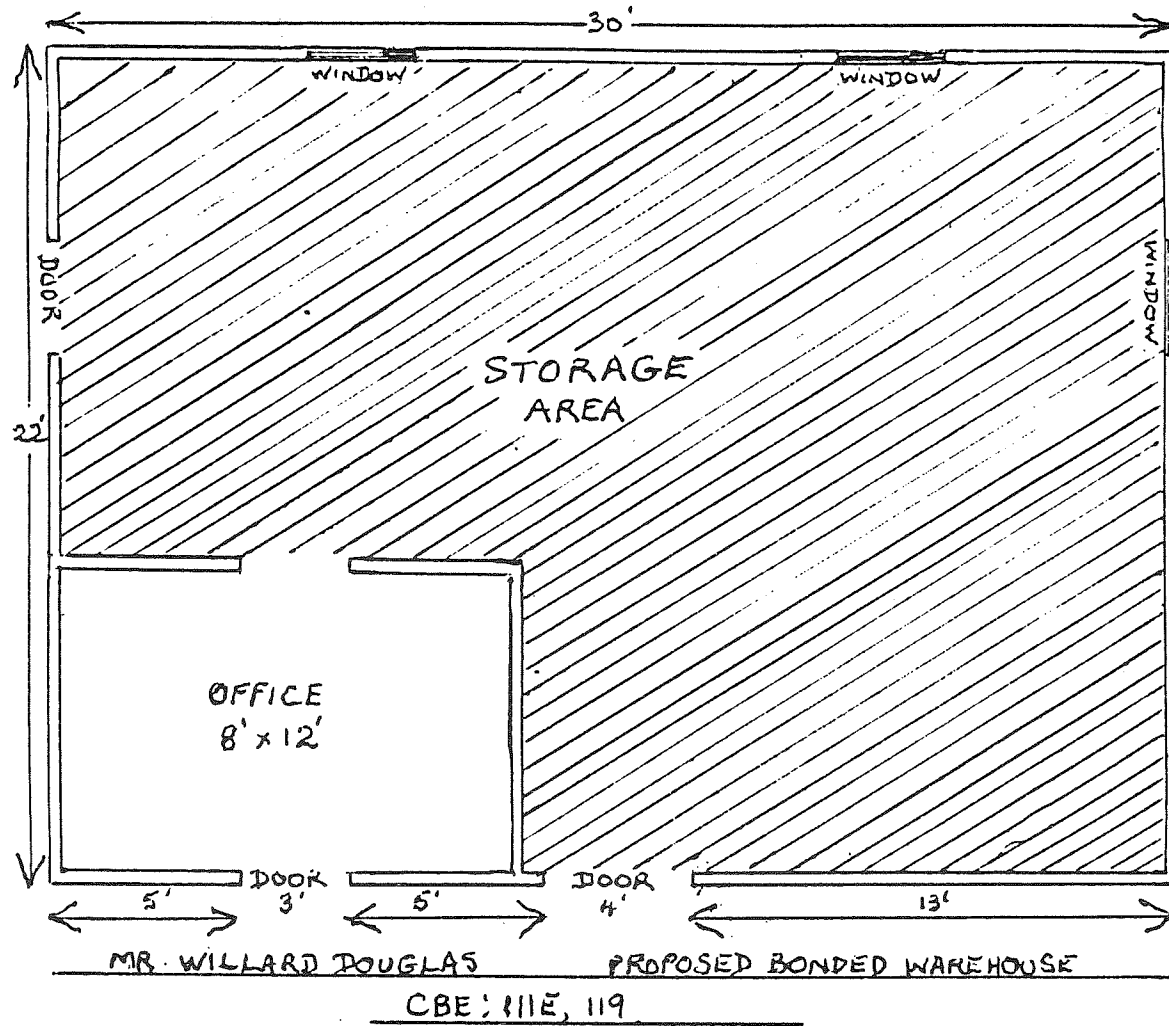 30'
WINDOW
WINDOW
DOOR
WINDOW
STORAGE
AREA
22'
OFFICE
8' x 12'
DOOR
DOOR
5'
3'
5'
4'
13'
MR. WILLARD DOUGLAS PROPOSED BONDED WAREHOUSE
CBE: 111E, 119